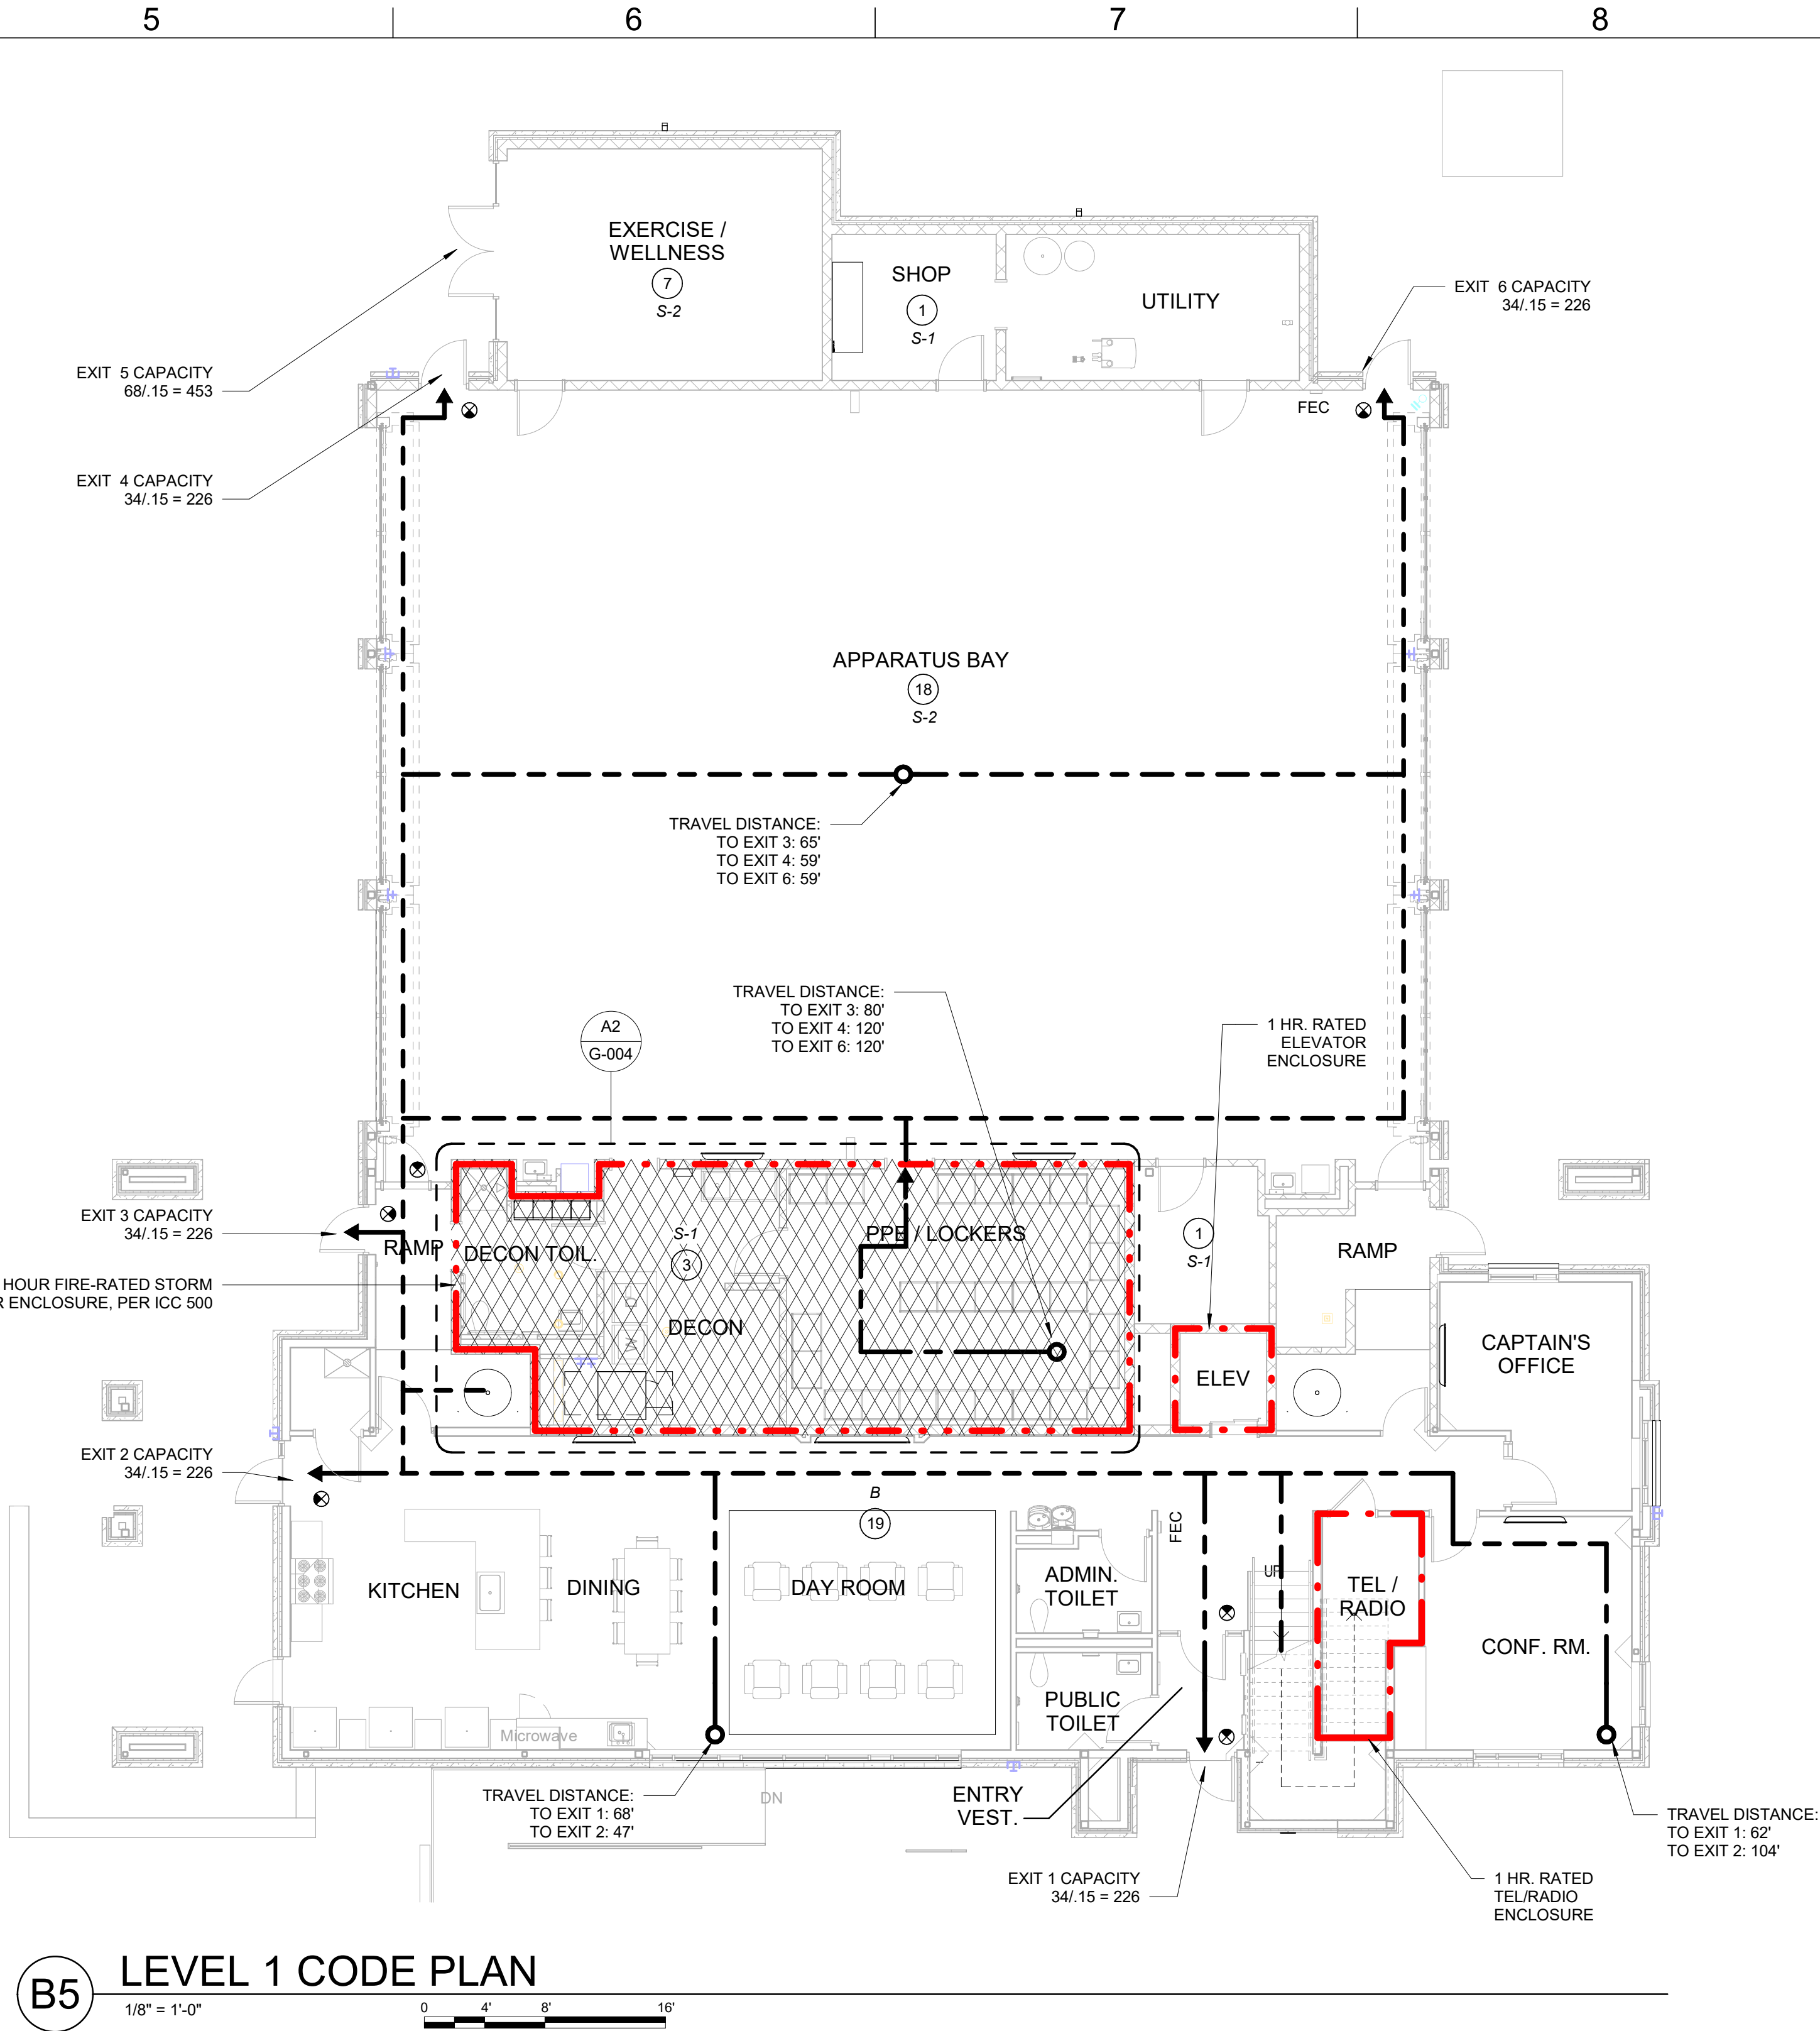 5
6
7
8
EXERCISE /
WELLNESS
7
S-2
SHOP
1
S-1
UTILITY
EXIT 6 CAPACITY
34/.15 = 226
EXIT 5 CAPACITY
68/.15 = 453
FEC
EXIT 4 CAPACITY
34/.15 = 226
APPARATUS BAY
18
S-2
TRAVEL DISTANCE:
TO EXIT 3: 65'
TO EXIT 4: 59'
TO EXIT 6: 59'
TRAVEL DISTANCE:
TO EXIT 3: 80'
TO EXIT 4: 120'
TO EXIT 6: 120'
A2
G-004
1 HR. RATED
ELEVATOR
ENCLOSURE
EXIT 3 CAPACITY
34/.15 = 226
RAMP
DECON TOIL.
S-1
3
PPE / LOCKERS
1
S-1
RAMP
HOUR FIRE-RATED STORM
R ENCLOSURE, PER ICC 500
DECON
ELEV
CAPTAIN'S
OFFICE
EXIT 2 CAPACITY
34/.15 = 226
B
19
FEC
KITCHEN
DINING
DAY ROOM
ADMIN.
TOILET
UP
TEL /
RADIO
CONF. RM.
PUBLIC
TOILET
Microwave
DN
TRAVEL DISTANCE:
TO EXIT 1: 68'
TO EXIT 2: 47'
ENTRY
VEST.
EXIT 1 CAPACITY
34/.15 = 226
TRAVEL DISTANCE:
TO EXIT 1: 62'
TO EXIT 2: 104'
1 HR. RATED
TEL/RADIO
ENCLOSURE
B5
LEVEL 1 CODE PLAN
1/8" = 1'-0"
0 4' 8' 16'